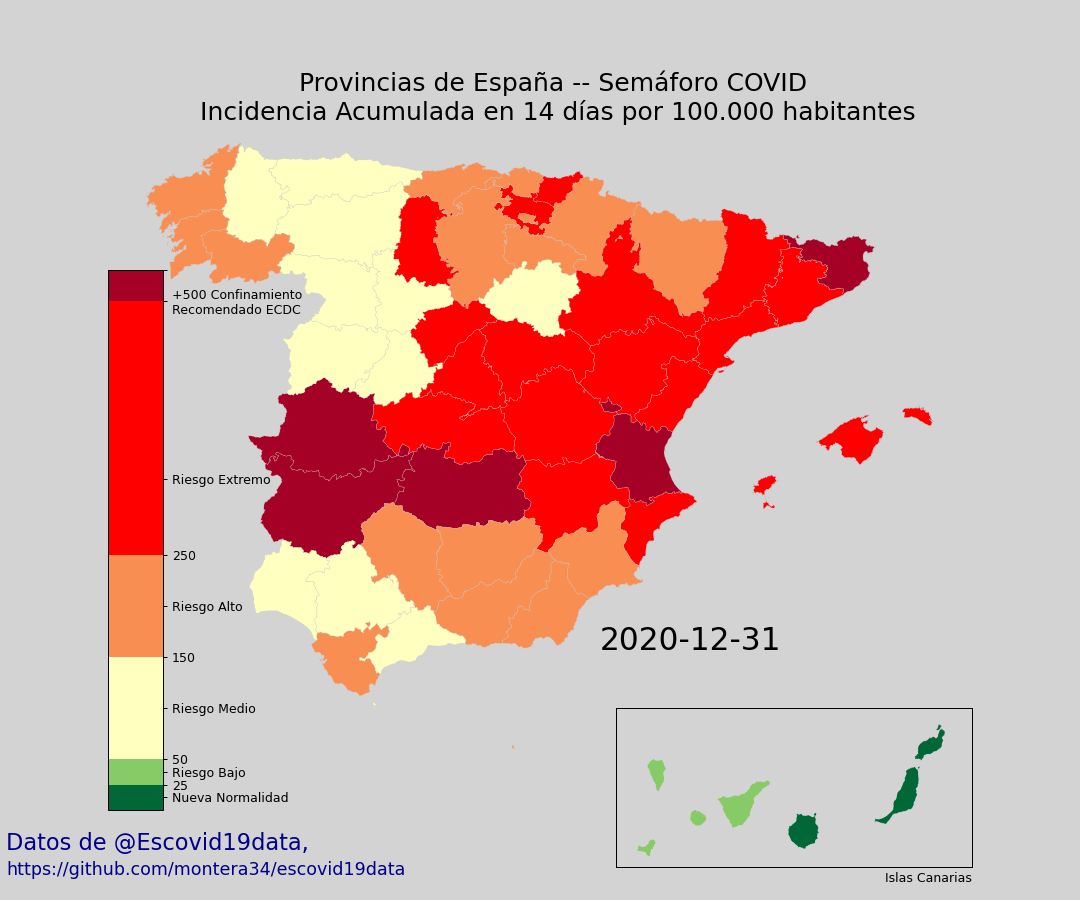 Provincias de España -- Semáforo COVID
Incidencia Acumulada en 14 días por 100.000 habitantes
+500 Confinamiento
Recomendado ECDC
Riesgo Extremo
250
Riesgo Alto
150
Riesgo Medio
50
Riesgo Bajo
25
Nueva Normalidad
2020-12-31
Datos de @Escovid19data,
https://github.com/montera34/escovid19data
Islas Canarias